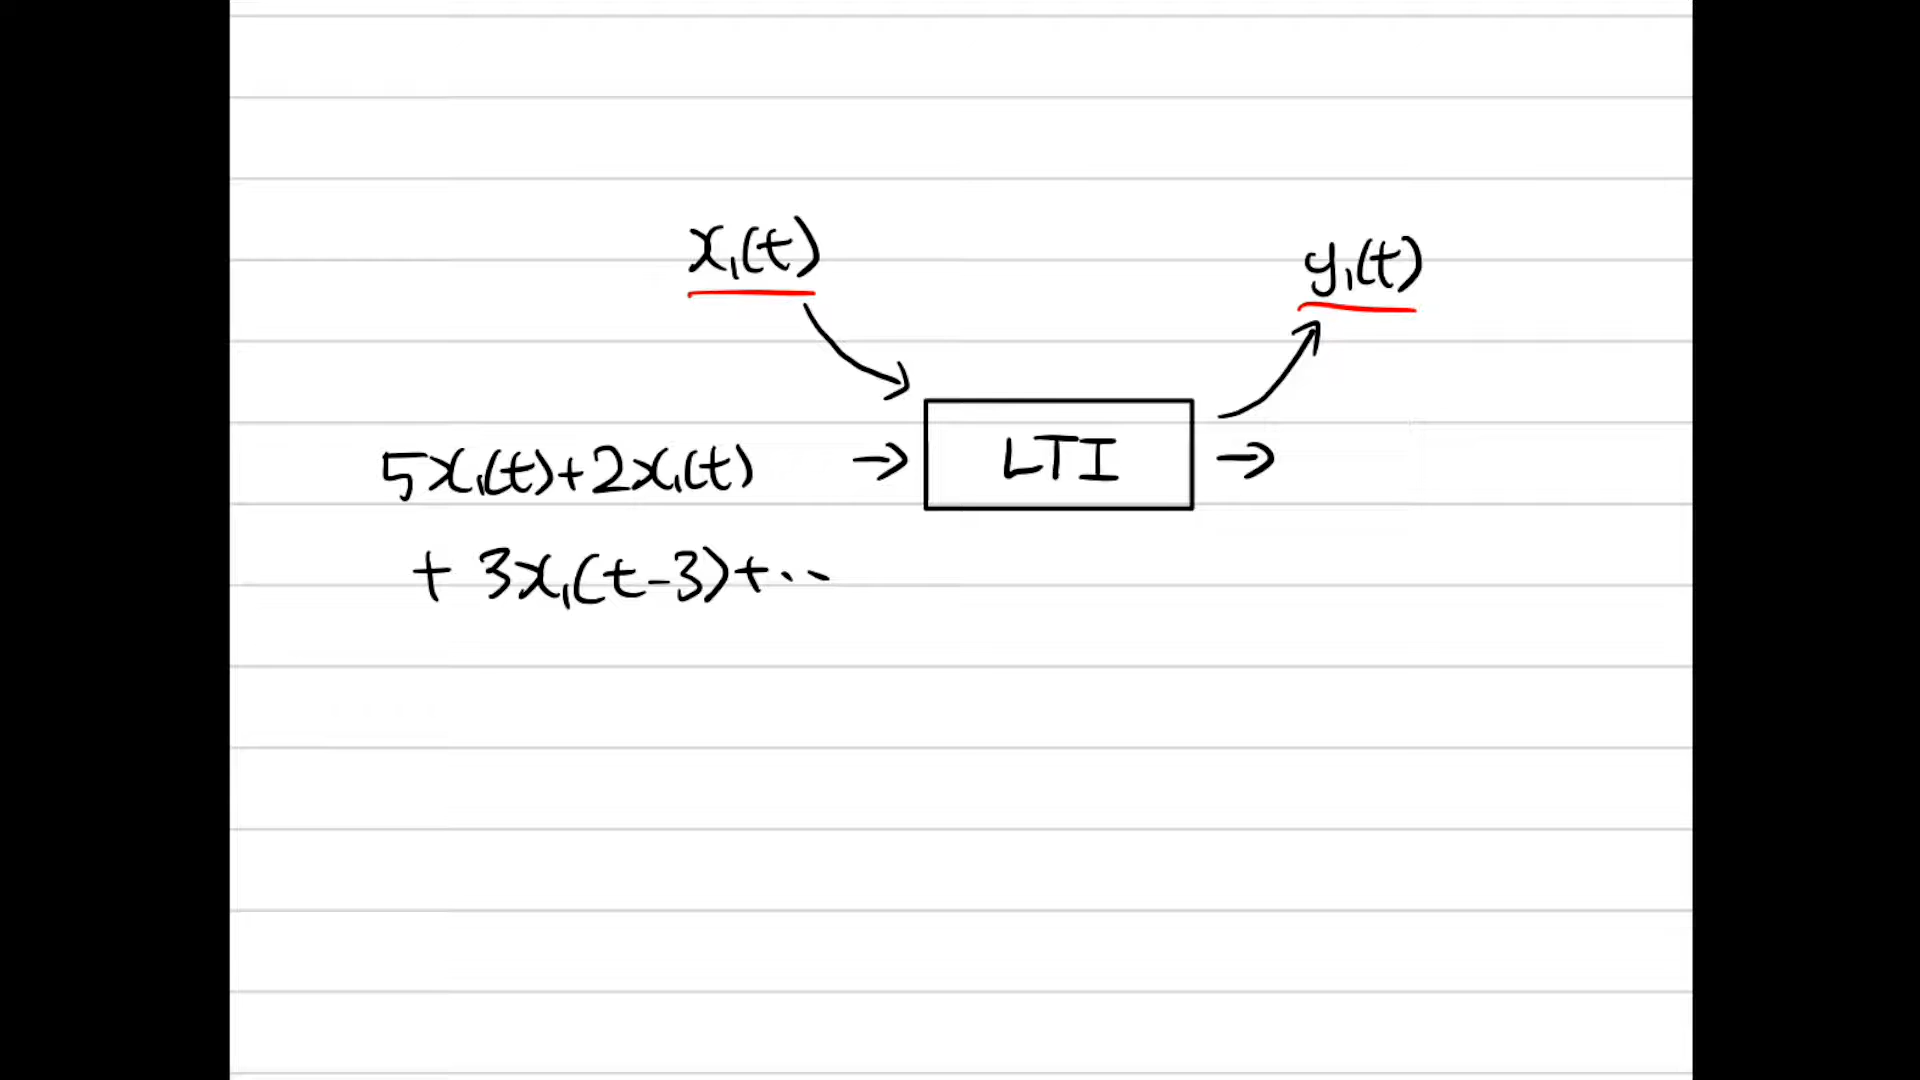 x₁(t)
y₁(t)
5x₁(t)+2x₁(t) → LTI →
+ 3x₁(t-3)+...